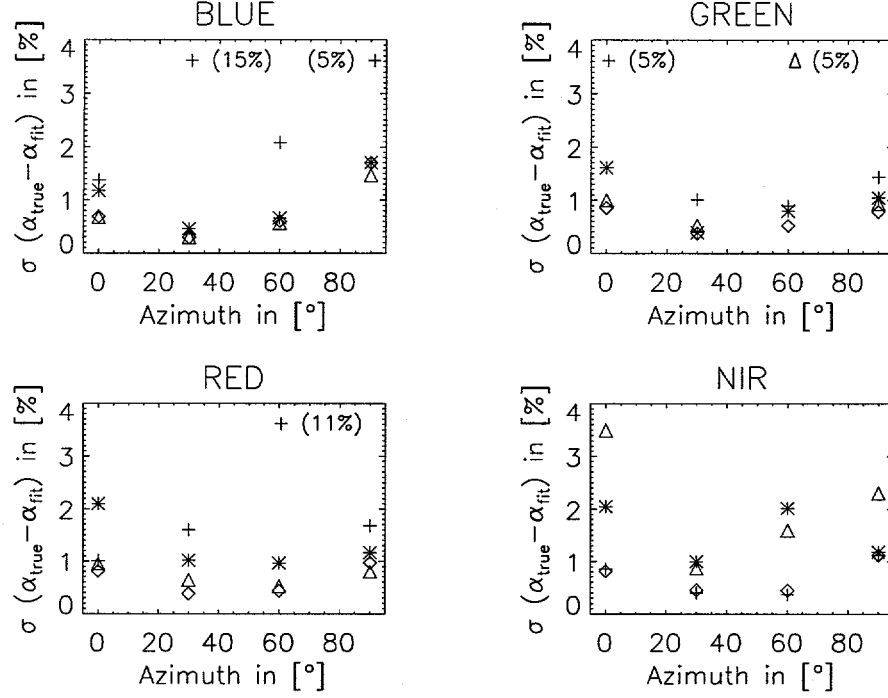 BLUE
+ (15%) (5%) +
4
3
2
1
0
σ (α_true − α_fit) in [%]
0 20 40 60 80
Azimuth in [°]
GREEN
+ (5%) △ (5%)
4
3
2
1
0
σ (α_true − α_fit) in [%]
0 20 40 60 80
Azimuth in [°]
RED
+ (11%)
4
3
2
1
0
σ (α_true − α_fit) in [%]
0 20 40 60 80
Azimuth in [°]
NIR
4
3
2
1
0
σ (α_true − α_fit) in [%]
0 20 40 60 80
Azimuth in [°]